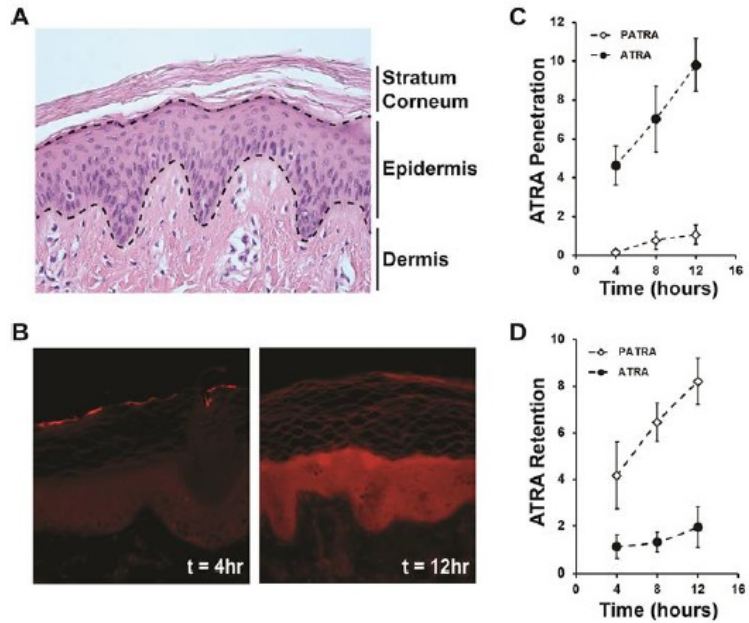 A
Stratum
Corneum
Epidermis
Dermis
B
t = 4hr
t = 12hr
C
ATRA Penetration
12
10
8
6
4
2
0
PATRA
ATRA
0
4
8
12
16
Time (hours)
D
ATRA Retention
10
8
6
4
2
0
PATRA
ATRA
0
4
8
12
16
Time (hours)